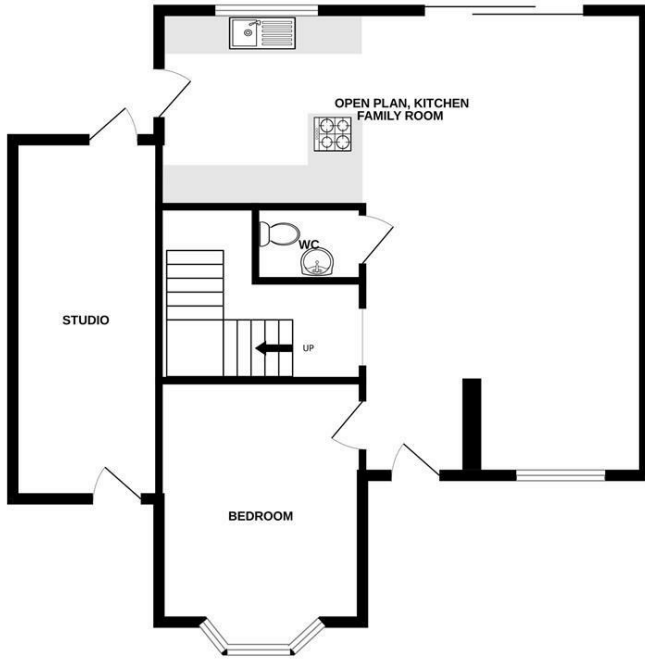 OPEN PLAN, KITCHEN
FAMILY ROOM
WC
STUDIO
UP
BEDROOM